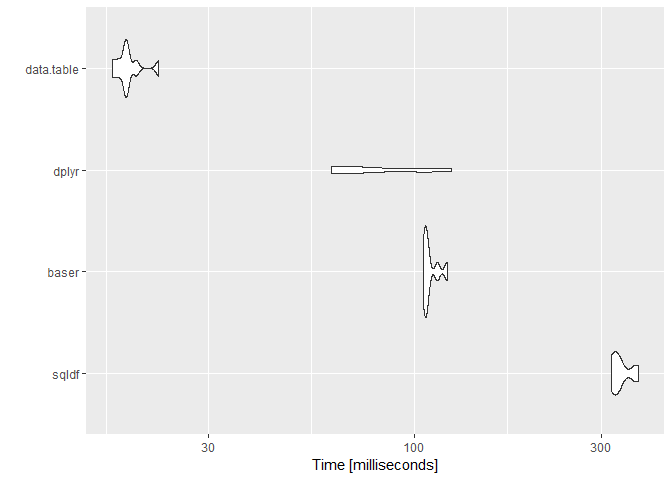 data.table
dplyr
baser
sqldf
30
100
300
Time [milliseconds]